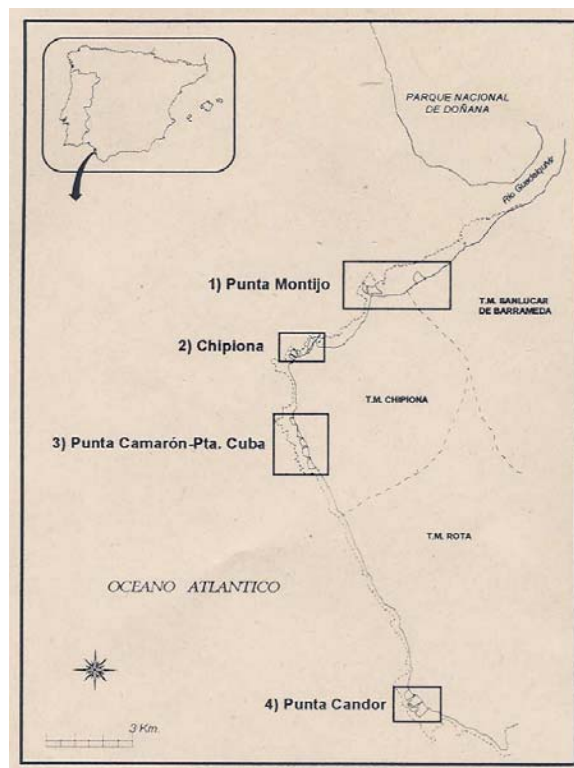 PARQUE NACIONAL
DE DOÑANA
Río Guadalquivir
1) Punta Montijo
T.M. SANLUCAR
DE BARRAMEDA
2) Chipiona
T.M. CHIPIONA
3) Punta Camarón-Pta. Cuba
T.M. ROTA
OCEANO ATLANTICO
4) Punta Candor
3 Km.